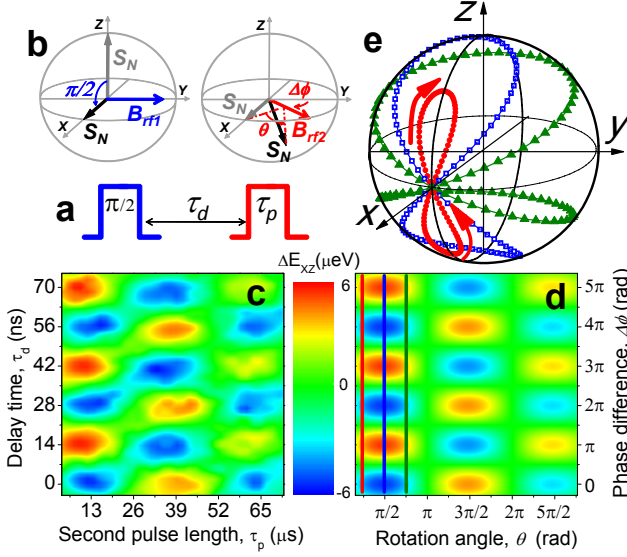 b
Z
S_N
π/2
B_rf1
Y
X
S_N
Z
Δϕ
S_N
θ
B_rf2
S_N
Y
X
a
π/2
τ_d
τ_p
e
z
y
x
ΔE_XZ(μeV)
6
0
-6
c
Delay time, τ_d (ns)
70
56
42
28
14
0
13
39
65
Second pulse length, τ_p (μs)
d
5π
4π
3π
2π
π
0
Phase difference, Δϕ (rad)
π/2
π
3π/2
2π
5π/2
Rotation angle, θ (rad)